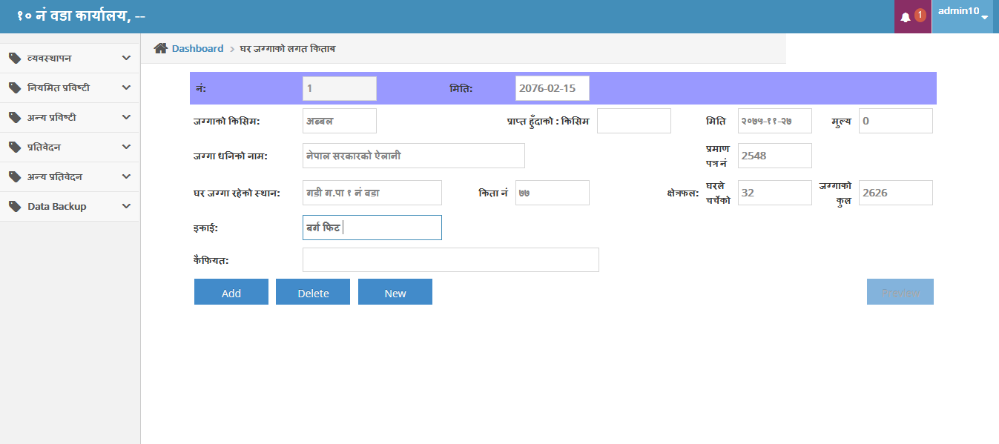 १० नं वडा कार्यालय, --
1
admin10
व्यवस्थापन
नियमित प्रविष्टी
अन्य प्रविष्टी
प्रतिवेदन
अन्य प्रतिवेदन
Data Backup
Dashboard > घर जग्गाको लगत किताब
नं: 1 मिति: 2076-02-15
जग्गाको किसिम: अब्बल प्राप्त हुँदाको : किसिम मिति २०७५-११-२७ मुल्य 0
जग्गा धनिको नाम: नेपाल सरकारको ऐलानी प्रमाण पत्र नं 2548
घर जग्गा रहेको स्थान: गडी ग.पा १ नं वडा किता नं ७७ क्षेत्रफल: घरले चर्चेको 32 जग्गाको कुल 2626
इकाई: बर्ग फिट
कैफियत:
Add Delete New Preview